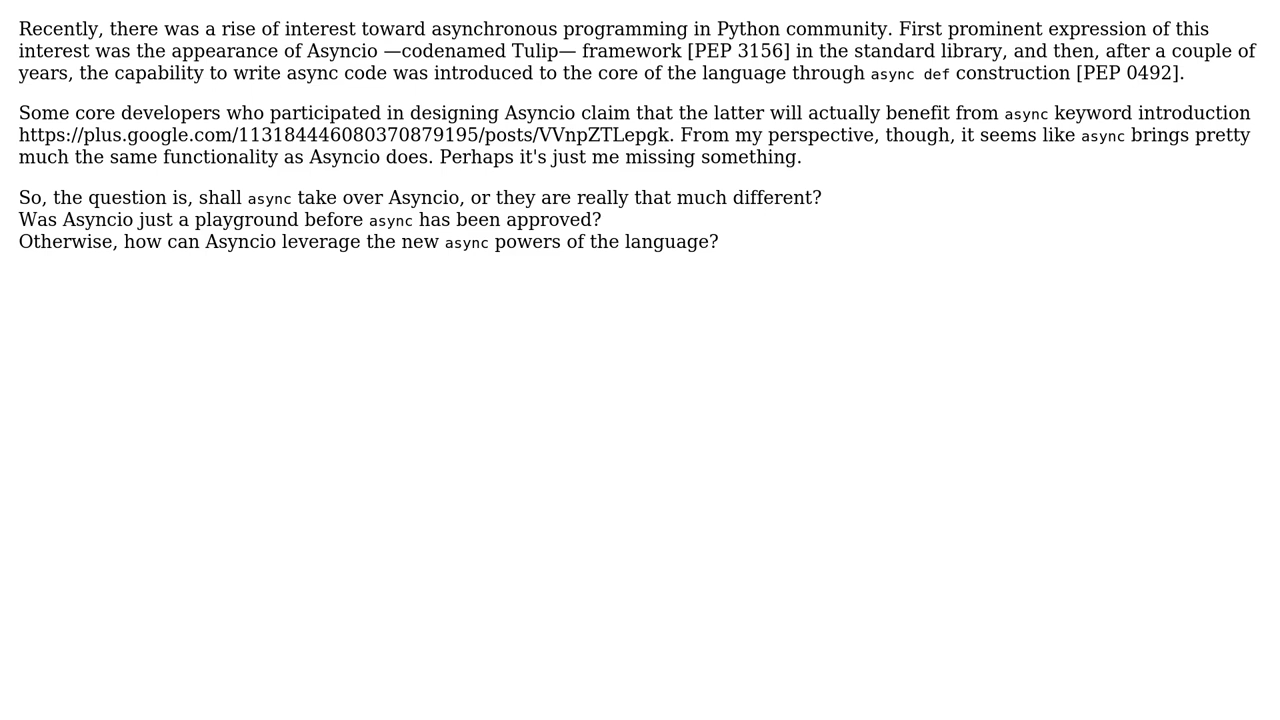 Recently, there was a rise of interest toward asynchronous programming in Python community. First prominent expression of this
interest was the appearance of Asyncio —codenamed Tulip— framework [PEP 3156] in the standard library, and then, after a couple of
years, the capability to write async code was introduced to the core of the language through async def construction [PEP 0492].
Some core developers who participated in designing Asyncio claim that the latter will actually benefit from async keyword introduction
https://plus.google.com/113184446080370879195/posts/VVnpZTLepgk. From my perspective, though, it seems like async brings pretty
much the same functionality as Asyncio does. Perhaps it's just me missing something.
So, the question is, shall async take over Asyncio, or they are really that much different?
Was Asyncio just a playground before async has been approved?
Otherwise, how can Asyncio leverage the new async powers of the language?